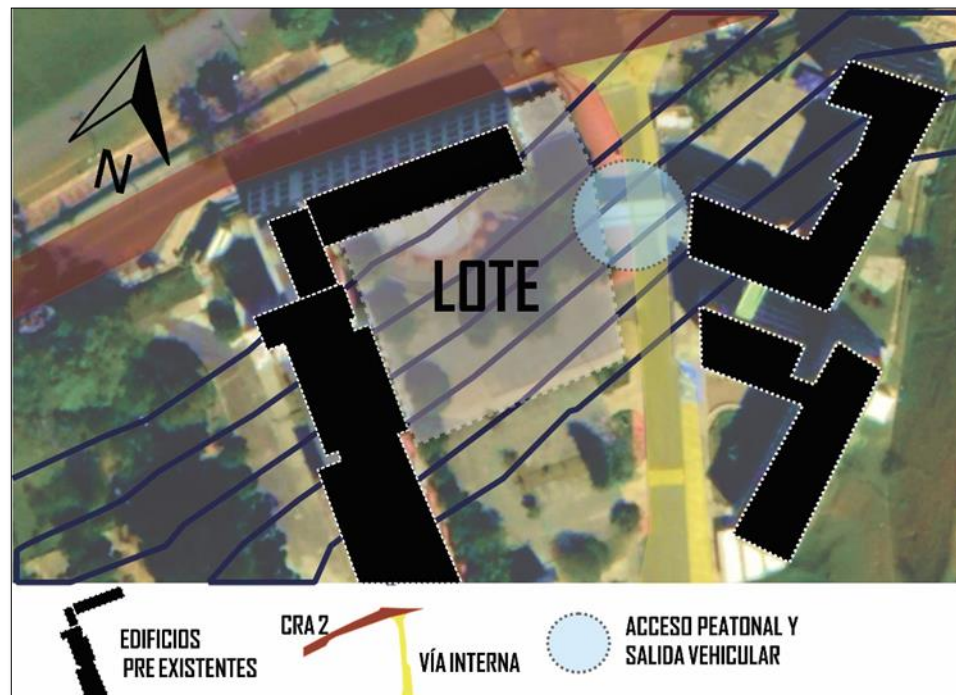 N
LOTE
EDIFICIOS
PRE EXISTENTES
CRA 2
VÍA INTERNA
ACCESO PEATONAL Y
SALIDA VEHICULAR